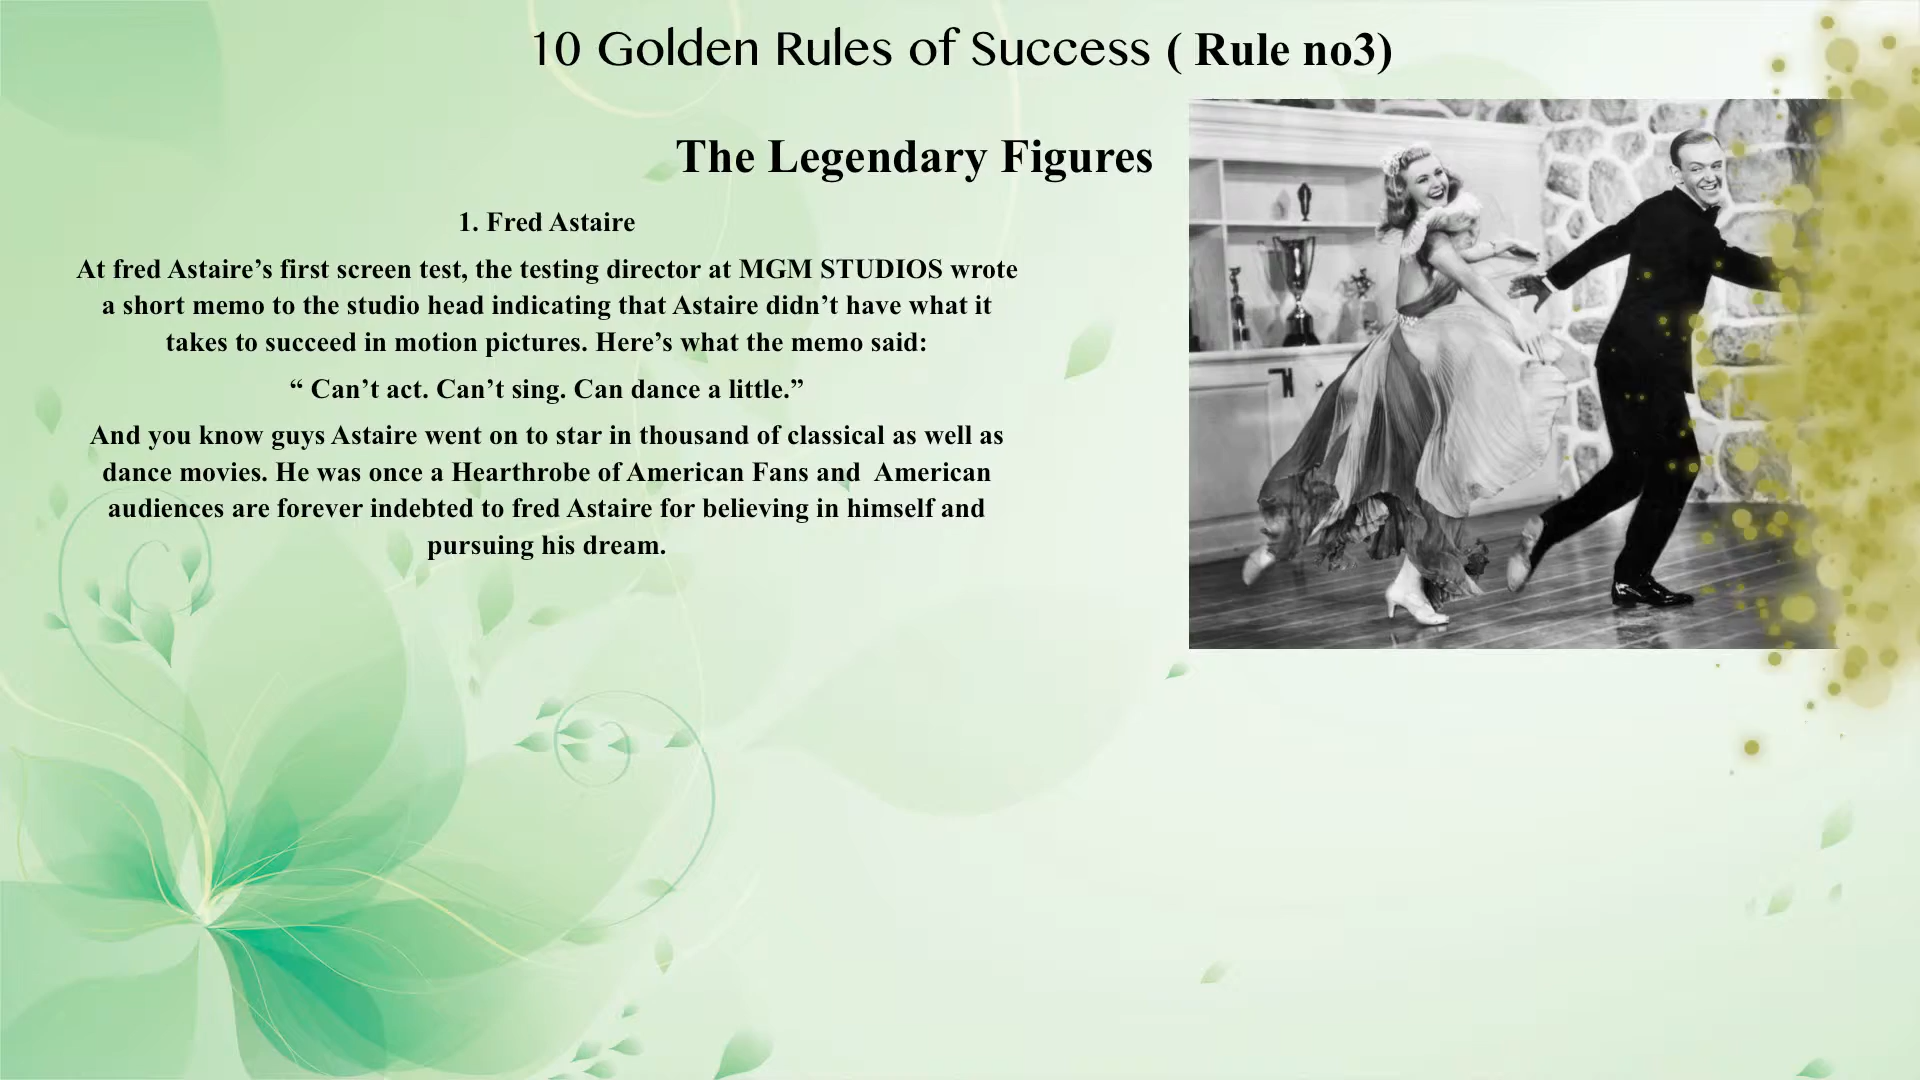 10 Golden Rules of Success ( Rule no3)
The Legendary Figures
1. Fred Astaire
At fred Astaire’s first screen test, the testing director at MGM STUDIOS wrote
a short memo to the studio head indicating that Astaire didn’t have what it
takes to succeed in motion pictures. Here’s what the memo said:
“ Can’t act. Can’t sing. Can dance a little.”
And you know guys Astaire went on to star in thousand of classical as well as
dance movies. He was once a Hearthrobe of American Fans and  American
audiences are forever indebted to fred Astaire for believing in himself and
pursuing his dream.